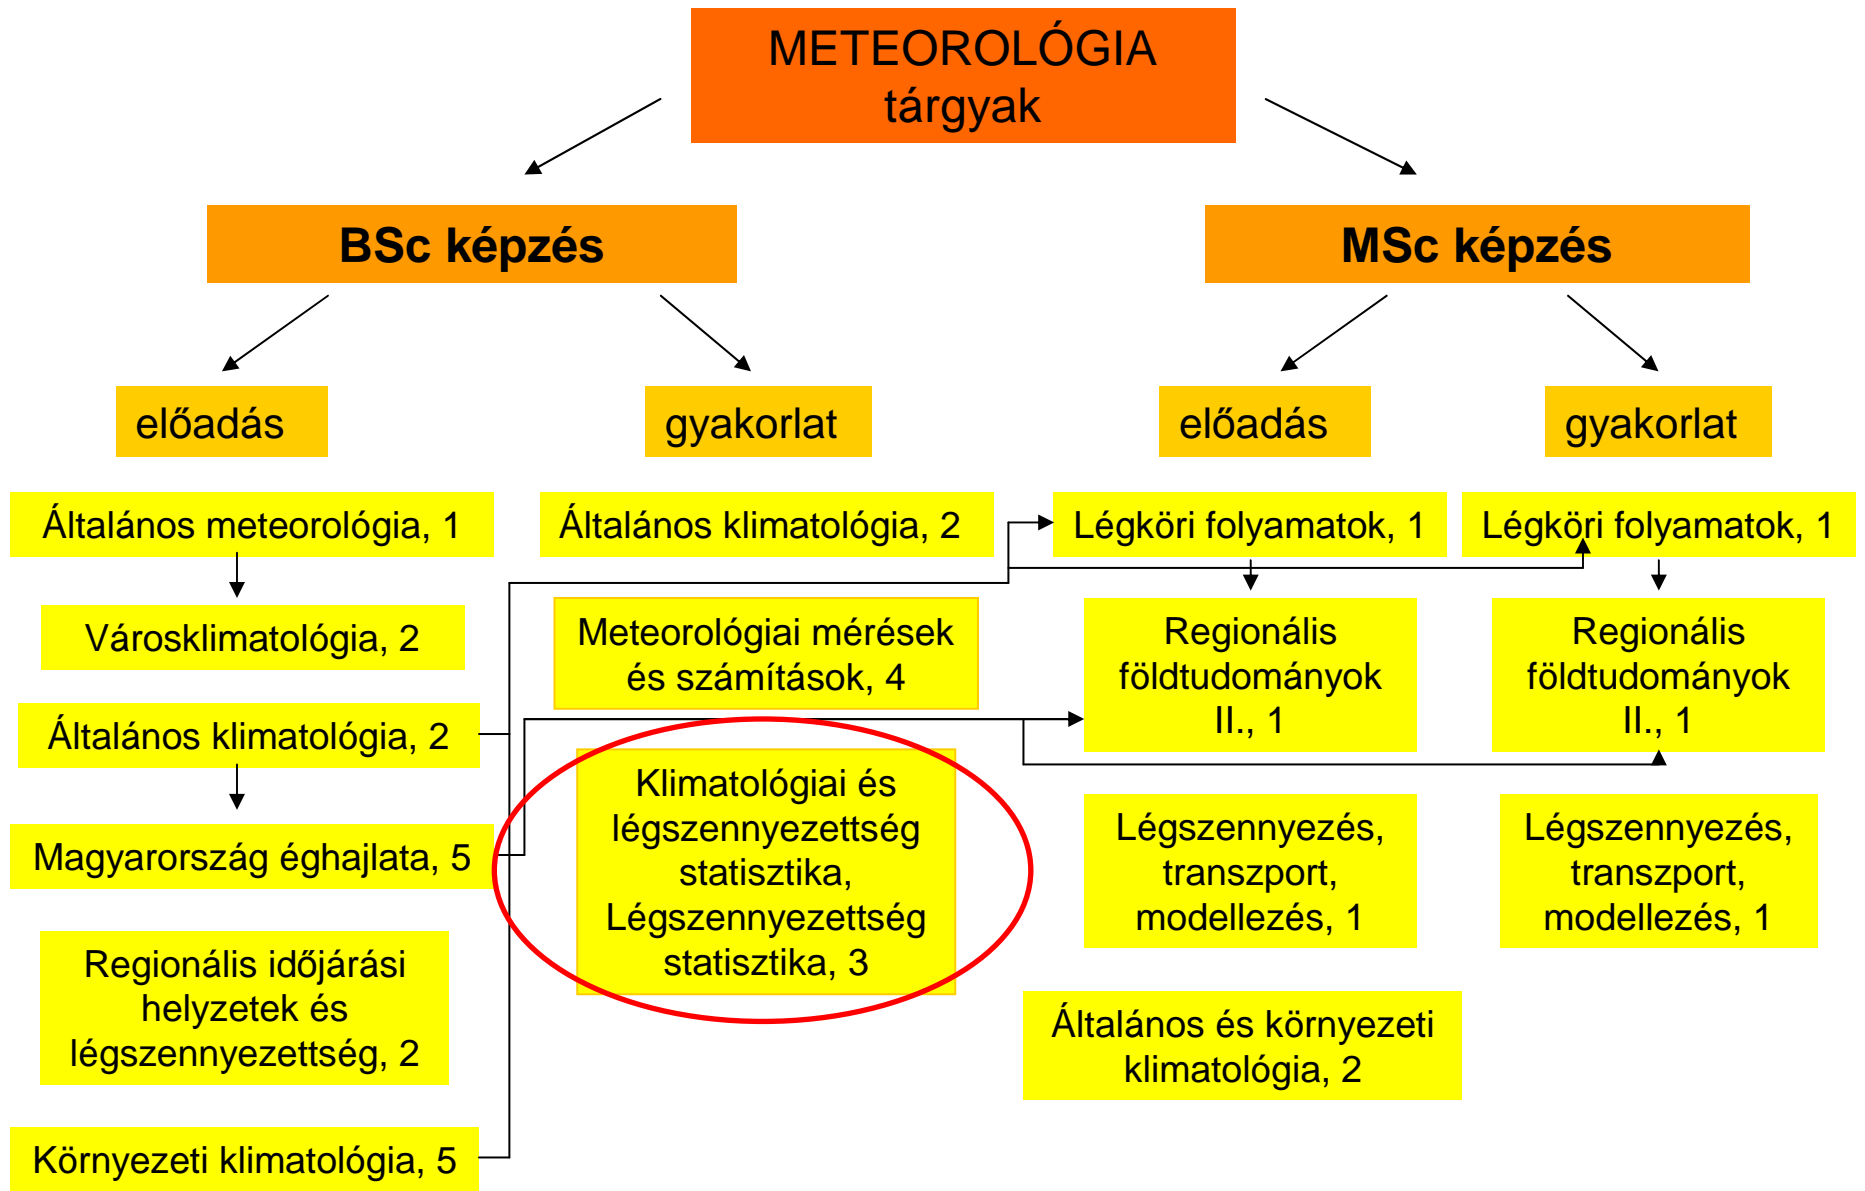 METEOROLÓGIA
tárgyak
BSc képzés
MSc képzés
előadás
gyakorlat
előadás
gyakorlat
Általános meteorológia, 1
Városklimatológia, 2
Általános klimatológia, 2
Magyarország éghajlata, 5
Regionális időjárási
helyzetek és
légszennyezettség, 2
Környezeti klimatológia, 5
Általános klimatológia, 2
Meteorológiai mérések
és számítások, 4
Klimatológiai és
légszennyezettség
statisztika,
Légszennyezettség
statisztika, 3
Légköri folyamatok, 1
Regionális
földtudományok
II., 1
Légszennyezés,
transzport,
modellezés, 1
Általános és környezeti
klimatológia, 2
Légköri folyamatok, 1
Regionális
földtudományok
II., 1
Légszennyezés,
transzport,
modellezés, 1